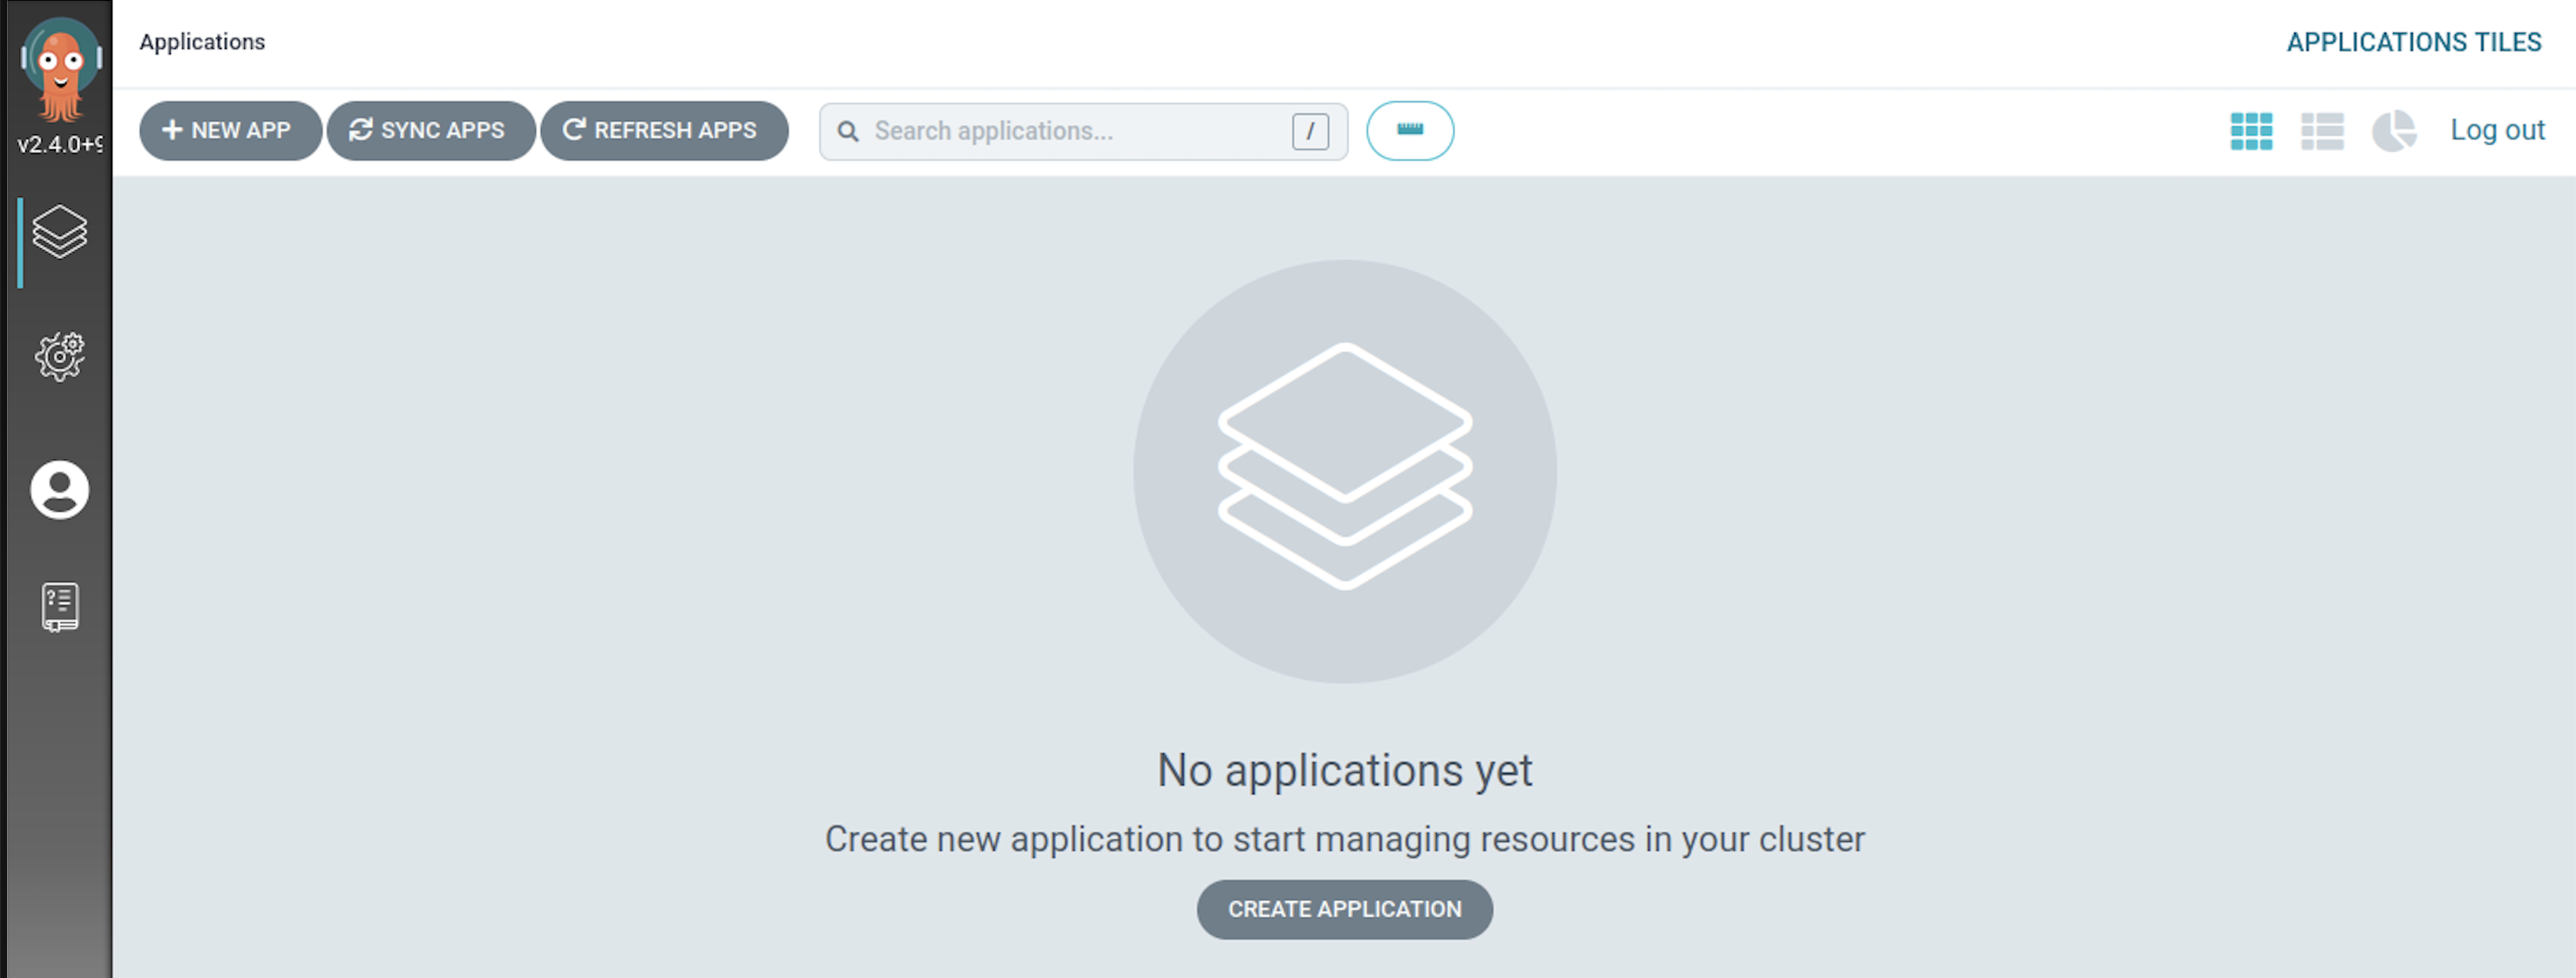 Applications
APPLICATIONS TILES
v2.4.0+9
NEW APP
SYNC APPS
REFRESH APPS
Search applications...
/
Log out
No applications yet
Create new application to start managing resources in your cluster
CREATE APPLICATION